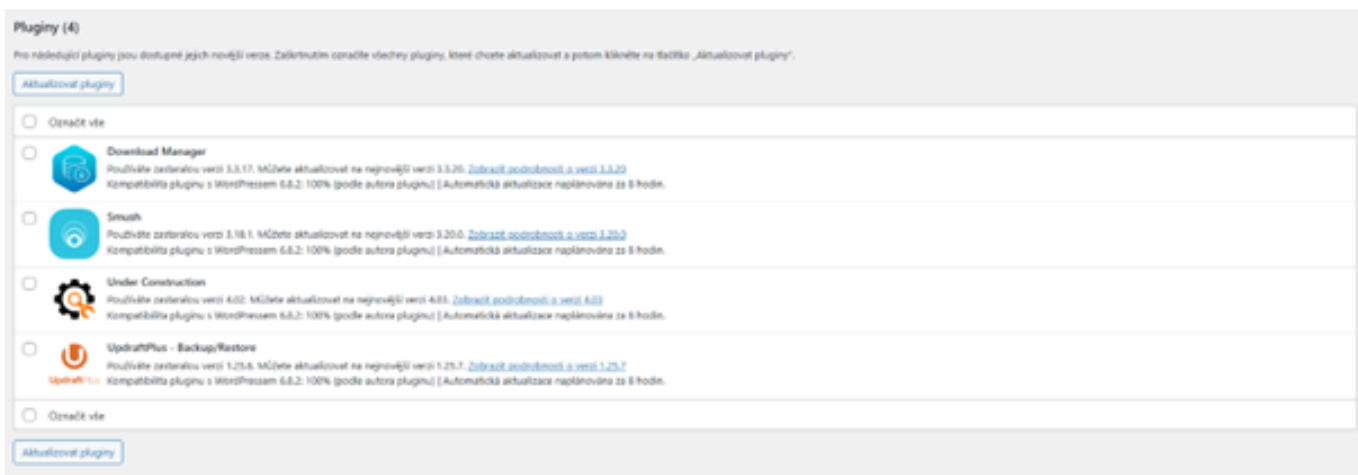 Pluginy (4)
Pro následující pluginy jsou dostupné jejich novější verze. Zaškrtnutím označíte všechny pluginy, které chcete aktualizovat a potom klikněte na tlačítko „Aktualizovat pluginy“.
Aktualizovat pluginy
Označit vše
Download Manager
Používáte zastaralou verzi 3.3.17. Můžete aktualizovat na nejnovější verzi 3.3.20. Zobrazit podrobnosti o verzi 3.3.20
Kompatibilita pluginu s WordPressem 6.8.2: 100% (podle autora pluginu) | Automatická aktualizace naplánována za 8 hodin.
Smush
Používáte zastaralou verzi 3.18.1. Můžete aktualizovat na nejnovější verzi 3.20.0. Zobrazit podrobnosti o verzi 3.20.0
Kompatibilita pluginu s WordPressem 6.8.2: 100% (podle autora pluginu) | Automatická aktualizace naplánována za 8 hodin.
Under Construction
Používáte zastaralou verzi 4.02. Můžete aktualizovat na nejnovější verzi 4.03. Zobrazit podrobnosti o verzi 4.03
Kompatibilita pluginu s WordPressem 6.8.2: 100% (podle autora pluginu) | Automatická aktualizace naplánována za 8 hodin.
UpdraftPlus - Backup/Restore
Používáte zastaralou verzi 1.25.6. Můžete aktualizovat na nejnovější verzi 1.25.7. Zobrazit podrobnosti o verzi 1.25.7
UpdraftPlus Kompatibilita pluginu s WordPressem 6.8.2: 100% (podle autora pluginu) | Automatická aktualizace naplánována za 8 hodin.
Označit vše
Aktualizovat pluginy